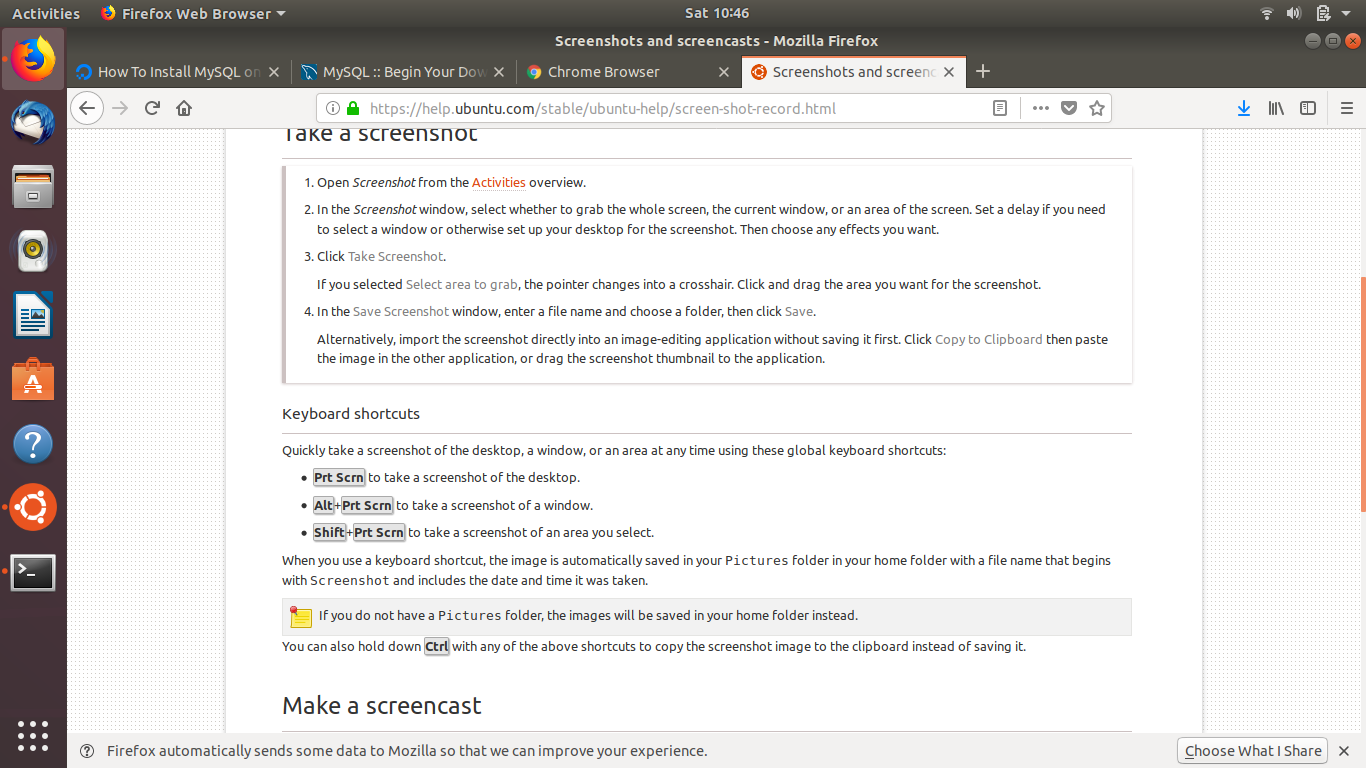 Activities Firefox Web Browser Sat 10:46
Screenshots and screencasts - Mozilla Firefox
How To Install MySQL on MySQL :: Begin Your Dow Chrome Browser Screenshots and screenc
https://help.ubuntu.com/stable/ubuntu-help/screen-shot-record.html
Take a screenshot
1. Open Screenshot from the Activities overview.
2. In the Screenshot window, select whether to grab the whole screen, the current window, or an area of the screen. Set a delay if you need
to select a window or otherwise set up your desktop for the screenshot. Then choose any effects you want.
3. Click Take Screenshot.
If you selected Select area to grab, the pointer changes into a crosshair. Click and drag the area you want for the screenshot.
4. In the Save Screenshot window, enter a file name and choose a folder, then click Save.
Alternatively, import the screenshot directly into an image-editing application without saving it first. Click Copy to Clipboard then paste
the image in the other application, or drag the screenshot thumbnail to the application.
Keyboard shortcuts
Quickly take a screenshot of the desktop, a window, or an area at any time using these global keyboard shortcuts:
• Prt Scrn to take a screenshot of the desktop.
• Alt+Prt Scrn to take a screenshot of a window.
• Shift+Prt Scrn to take a screenshot of an area you select.
When you use a keyboard shortcut, the image is automatically saved in your Pictures folder in your home folder with a file name that begins
with Screenshot and includes the date and time it was taken.
If you do not have a Pictures folder, the images will be saved in your home folder instead.
You can also hold down Ctrl with any of the above shortcuts to copy the screenshot image to the clipboard instead of saving it.
Make a screencast
Firefox automatically sends some data to Mozilla so that we can improve your experience. Choose What I Share